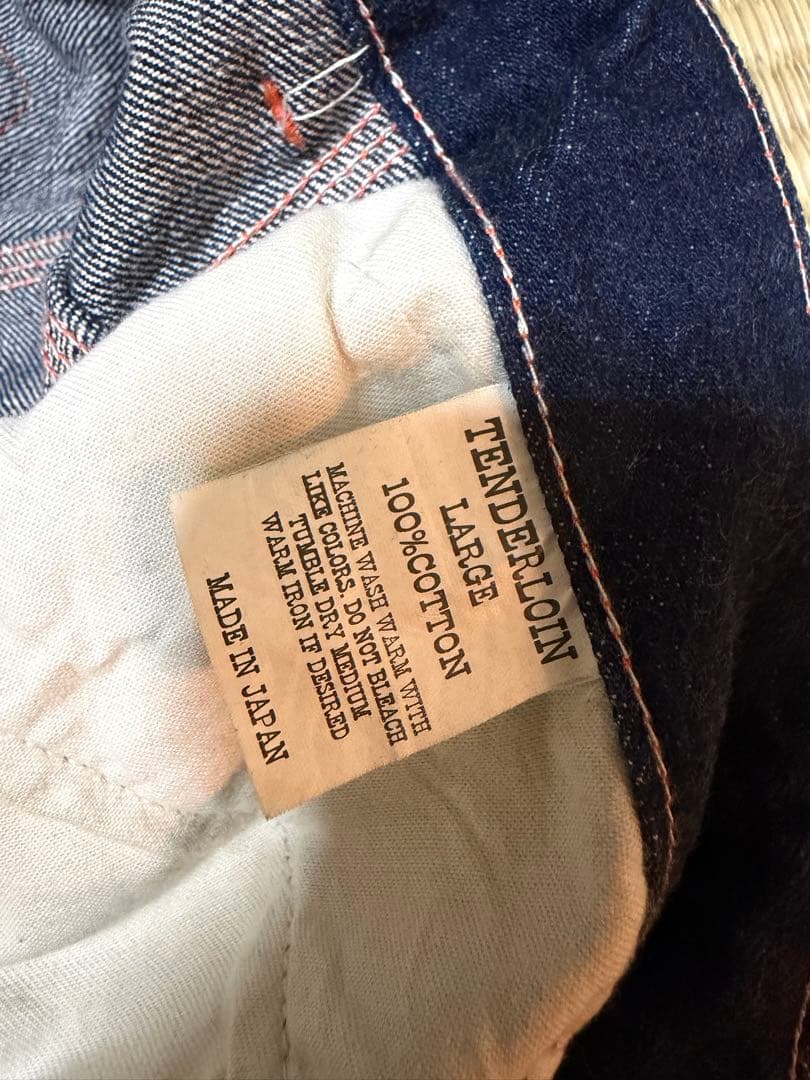 TENDERLOIN
LARGE
100%COTTON
MACHINE WASH WARM WITH
LIKE COLORS. DO NOT BLEACH
TUMBLE DRY MEDIUM
WARM IRON IF DESIRED
MADE IN JAPAN